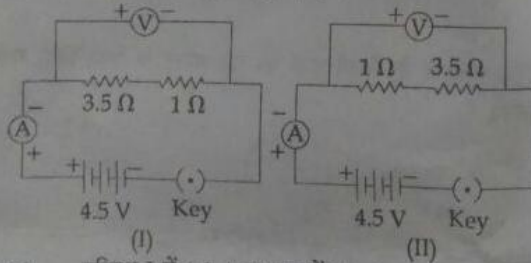 + V − + V −
1 Ω 3.5 Ω
− 3.5 Ω 1 Ω −
A A
+ +
+ − (·) + − (·)
4.5 V Key 4.5 V Key
(I) (II)